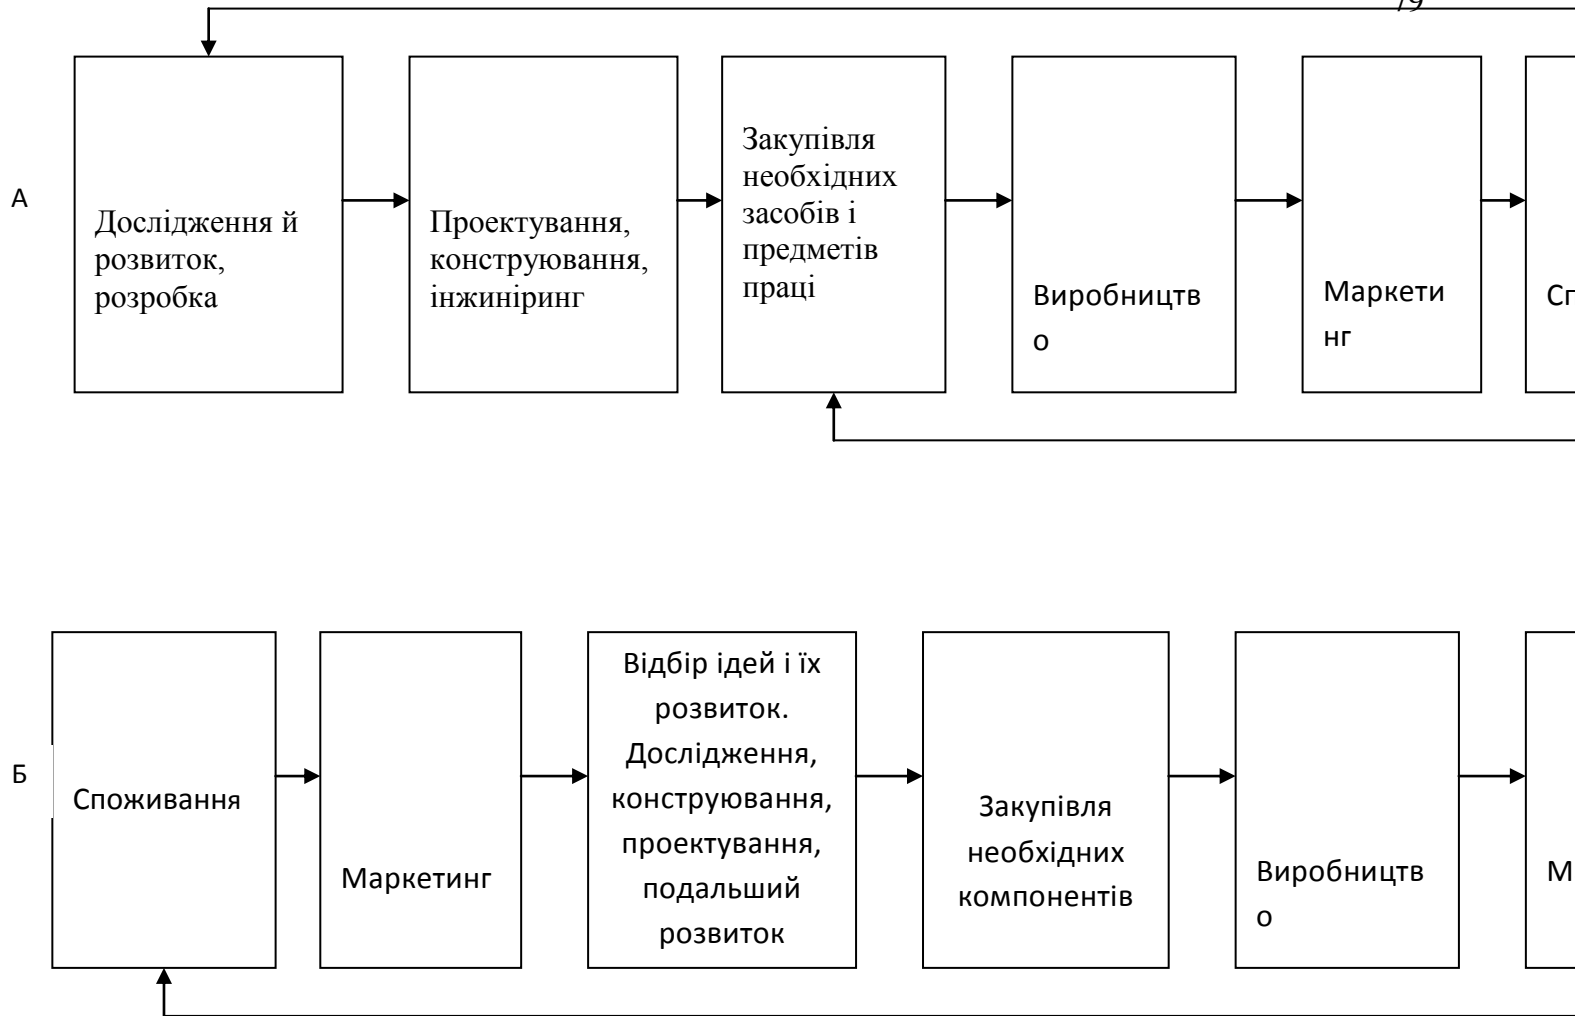 79
А
Дослідження й
розвиток,
розробка
Проектування,
конструювання,
інжиніринг
Закупівля
необхідних
засобів і
предметів
праці
Виробництв
о
Маркети
нг
Сп
Б
Споживання
Маркетинг
Відбір ідей і їх
розвиток.
Дослідження,
конструювання,
проектування,
подальший
розвиток
Закупівля
необхідних
компонентів
Виробництв
о
М